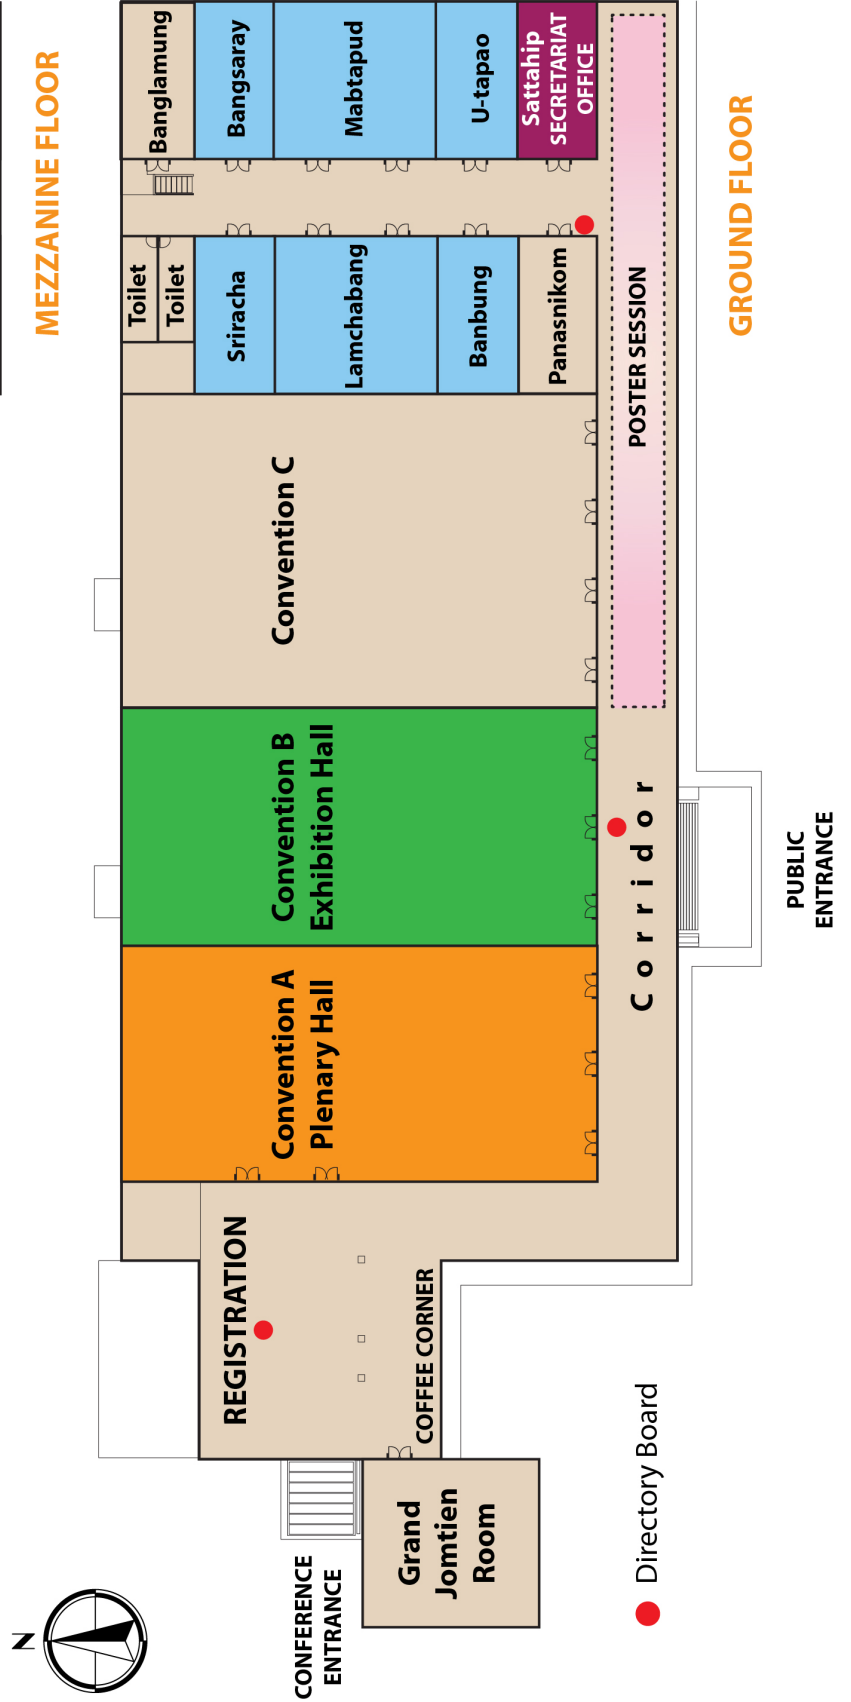 MEZZANINE FLOOR
Banglamung
Bangsaray
Mabtapud
U-tapao
Sattahip
SECRETARIAT
OFFICE
Toilet
Toilet
Sriracha
Lamchabang
Banbung
Panasnikom
POSTER SESSION
GROUND FLOOR
Convention C
Convention B
Exhibition Hall
Convention A
Plenary Hall
Corridor
PUBLIC
ENTRANCE
REGISTRATION
COFFEE CORNER
Grand
Jomtien
Room
CONFERENCE
ENTRANCE
Directory Board
N